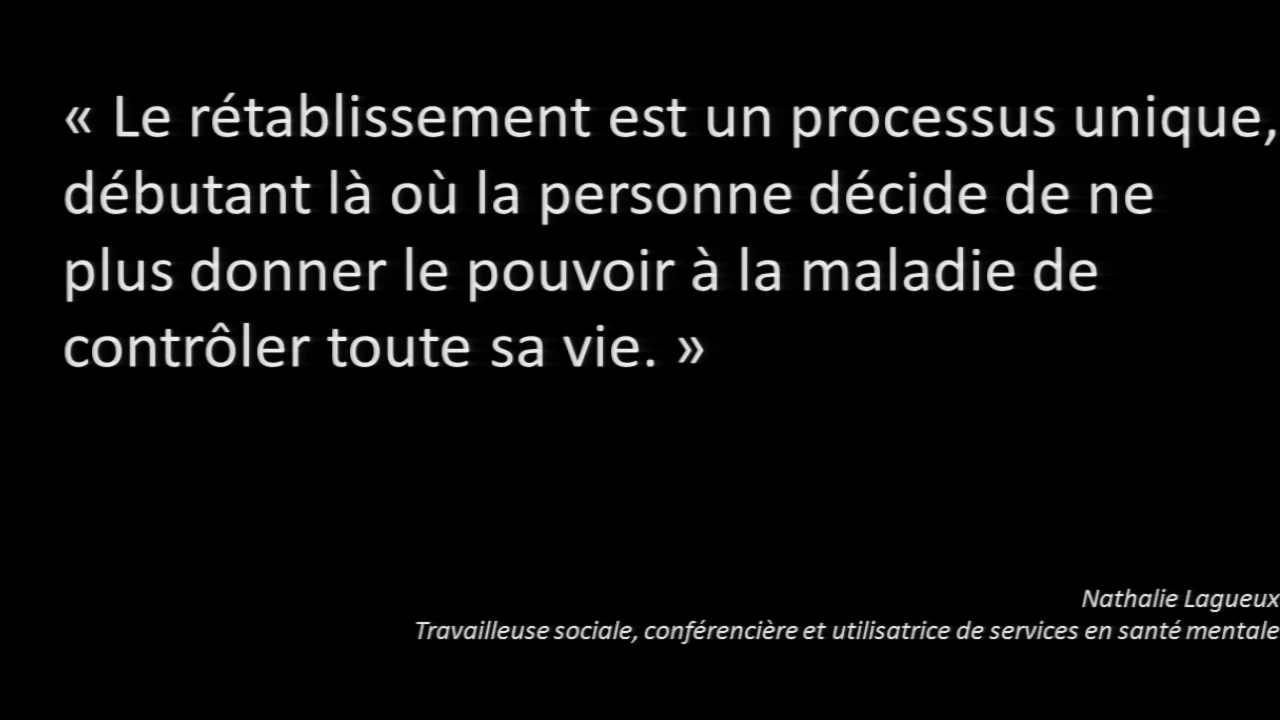 « Le rétablissement est un processus unique,
débutant là où la personne décide de ne
plus donner le pouvoir à la maladie de
contrôler toute sa vie. »
Nathalie Lagueux
Travailleuse sociale, conférencière et utilisatrice de services en santé mentale